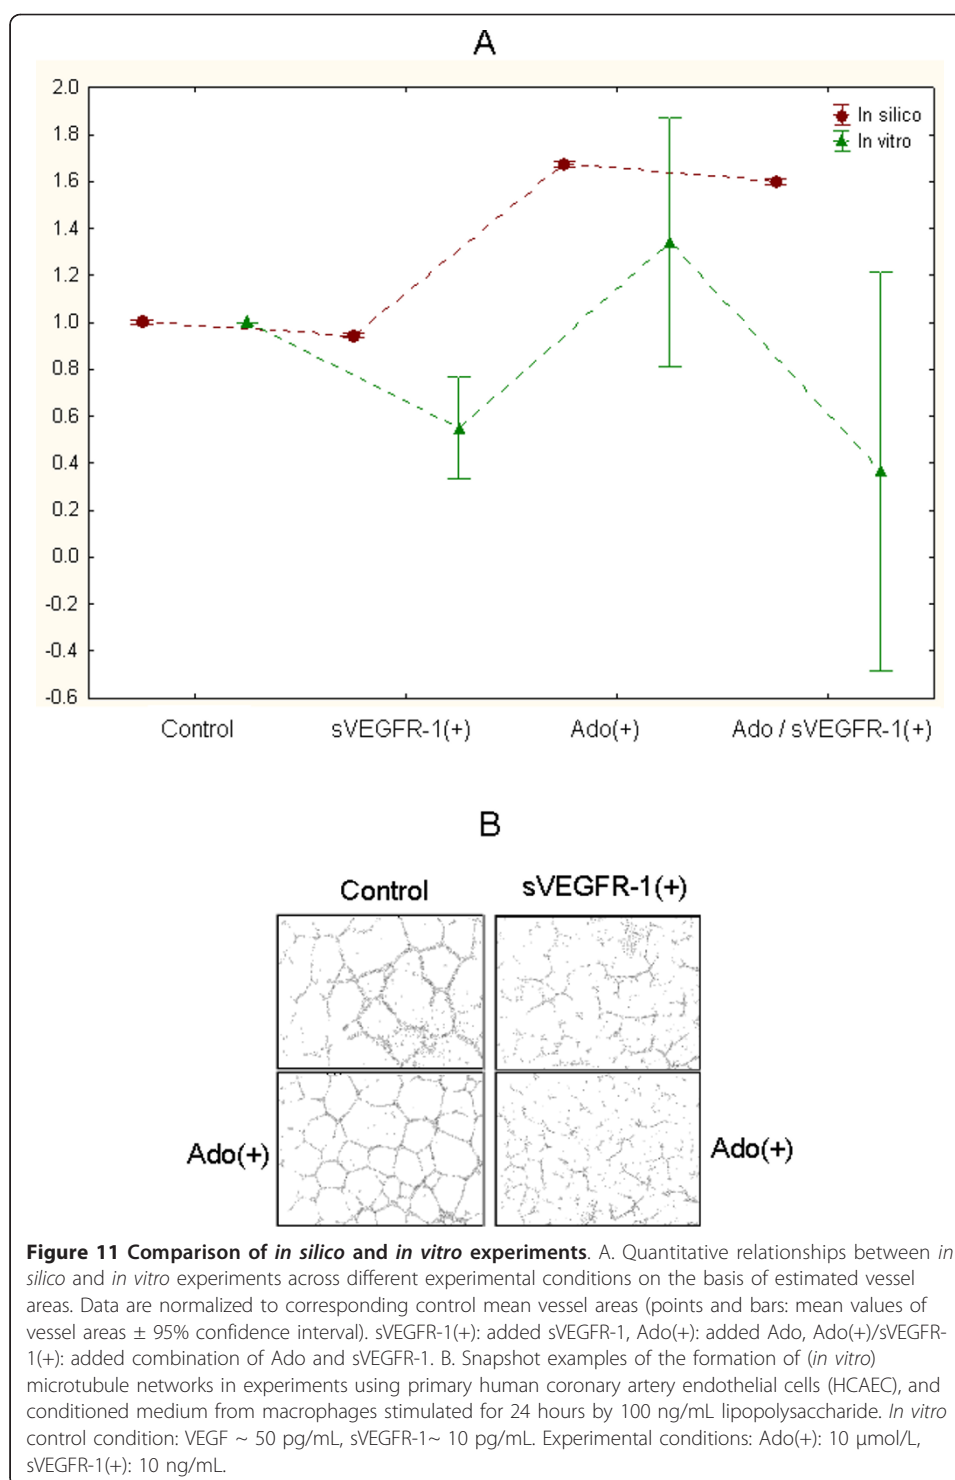 A
2.0
1.8
1.6
1.4
1.2
1.0
0.8
0.6
0.4
0.2
0.0
-0.2
-0.4
-0.6
In silico
In vitro
Control
sVEGFR-1(+)
Ado(+)
Ado / sVEGFR-1(+)
B
Control
sVEGFR-1(+)
Ado(+)
Ado(+)
Figure 11 Comparison of in silico and in vitro experiments. A. Quantitative relationships between in
silico and in vitro experiments across different experimental conditions on the basis of estimated vessel
areas. Data are normalized to corresponding control mean vessel areas (points and bars: mean values of
vessel areas ± 95% confidence interval). sVEGFR-1(+): added sVEGFR-1, Ado(+): added Ado, Ado(+)/sVEGFR-
1(+): added combination of Ado and sVEGFR-1. B. Snapshot examples of the formation of (in vitro)
microtubule networks in experiments using primary human coronary artery endothelial cells (HCAEC), and
conditioned medium from macrophages stimulated for 24 hours by 100 ng/mL lipopolysaccharide. In vitro
control condition: VEGF ~ 50 pg/mL, sVEGFR-1~ 10 pg/mL. Experimental conditions: Ado(+): 10 μmol/L,
sVEGFR-1(+): 10 ng/mL.